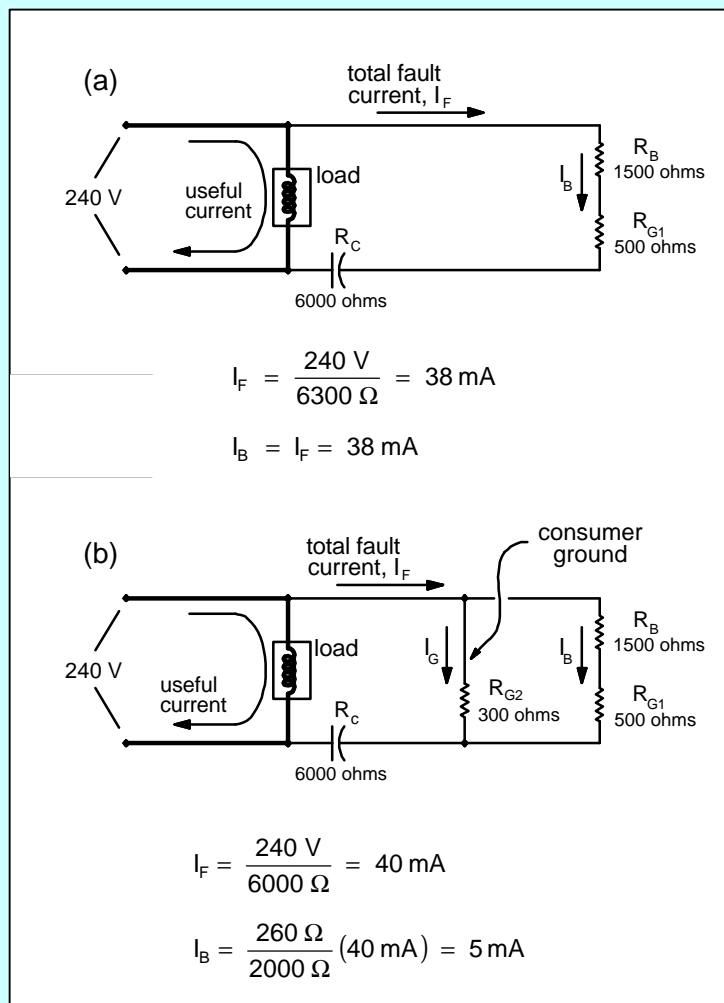 (a)
total fault
current, I_F
240 V
useful
current
load
R_C
6000 ohms
I_B
R_B
1500 ohms
R_G1
500 ohms
I_F = 240 V / 6300 Ω = 38 mA
I_B = I_F = 38 mA
(b)
total fault
current, I_F
consumer
ground
240 V
useful
current
load
R_c
6000 ohms
I_G
R_G2
300 ohms
I_B
R_B
1500 ohms
R_G1
500 ohms
I_F = 240 V / 6000 Ω = 40 mA
I_B = 260 Ω / 2000 Ω (40 mA) = 5 mA